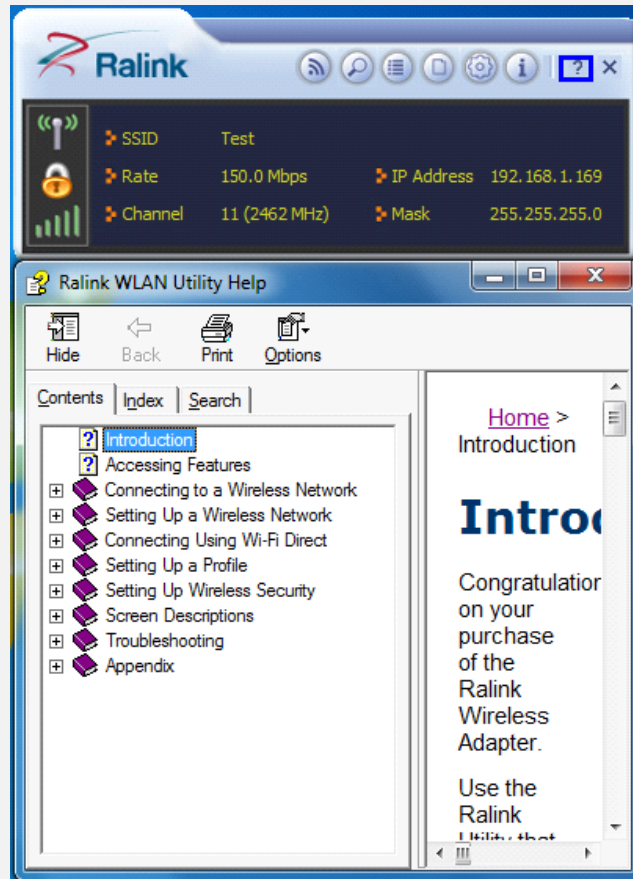 Ralink
i ? ×
SSID Test
Rate 150.0 Mbps IP Address 192.168.1.169
Channel 11 (2462 MHz) Mask 255.255.255.0
Ralink WLAN Utility Help
Hide Back Print Options
Contents Index Search
Introduction
Accessing Features
Connecting to a Wireless Network
Setting Up a Wireless Network
Connecting Using Wi-Fi Direct
Setting Up a Profile
Setting Up Wireless Security
Screen Descriptions
Troubleshooting
Appendix
Home >
Introduction
Congratulation
on your
purchase
of the
Ralink
Wireless
Adapter.
Use the
Ralink